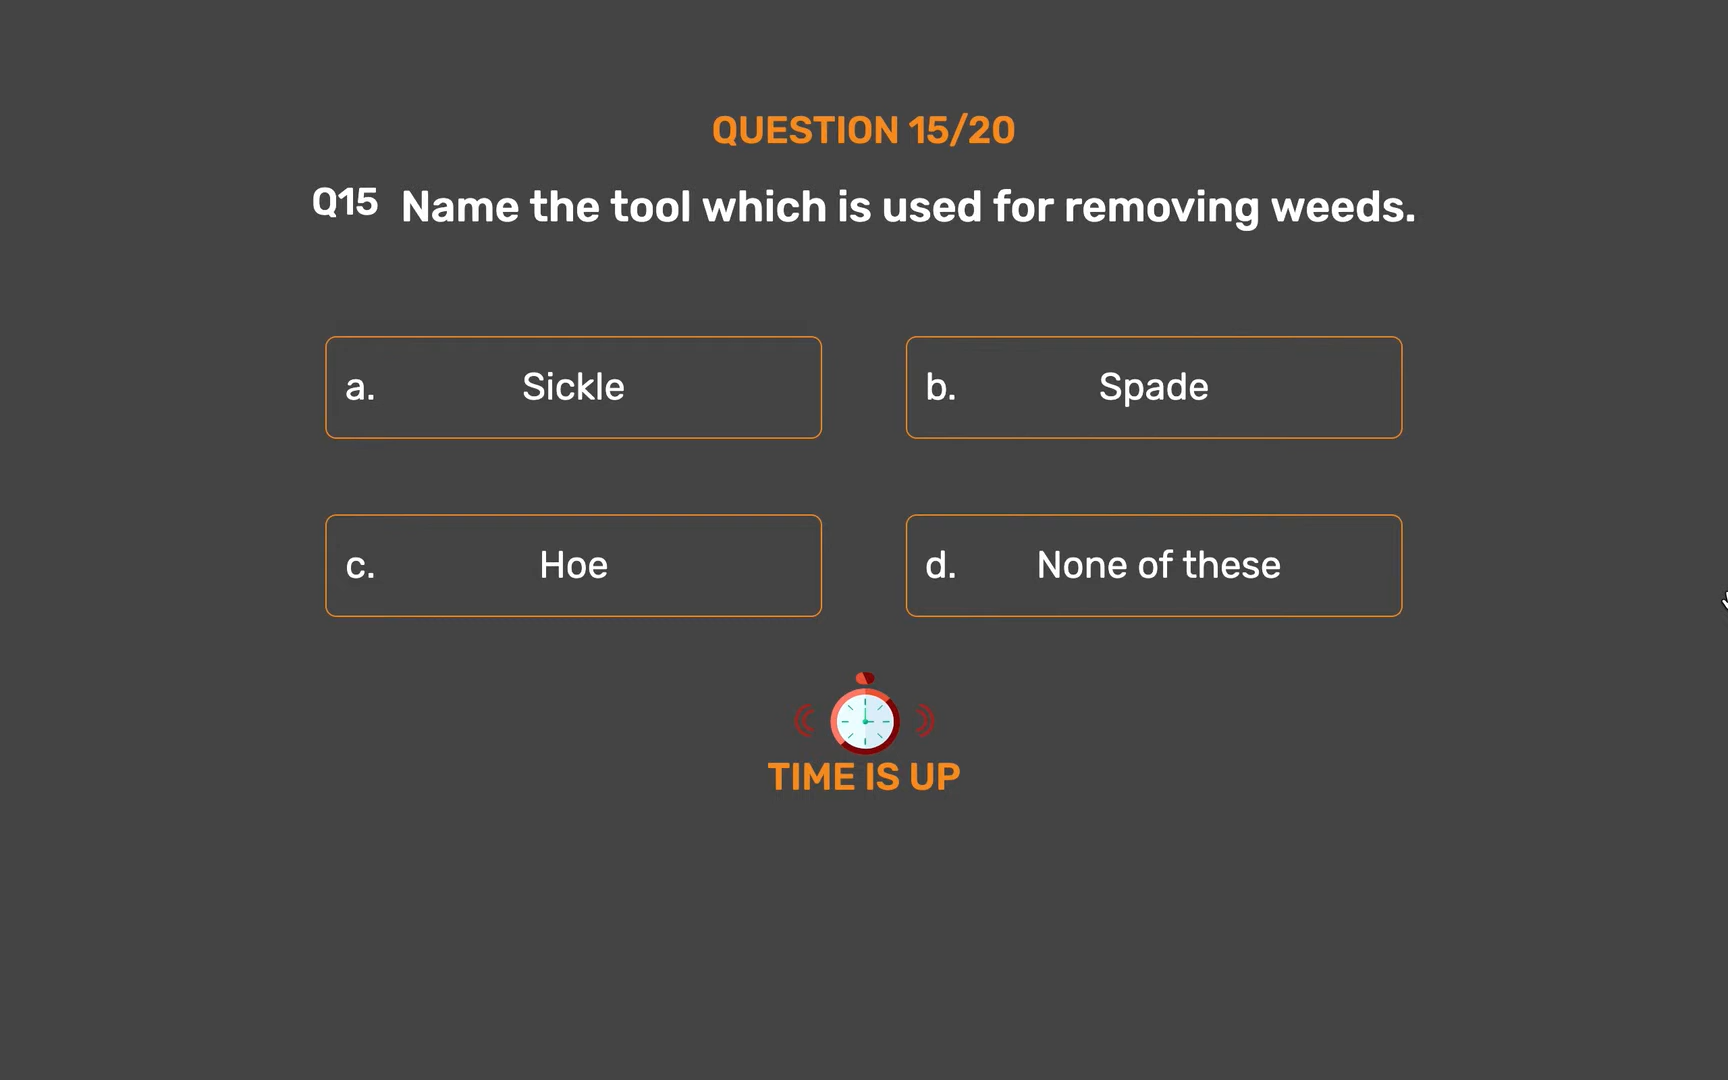 QUESTION 15/20
Q15 Name the tool which is used for removing weeds.
a. Sickle
b. Spade
c. Hoe
d. None of these
TIME IS UP